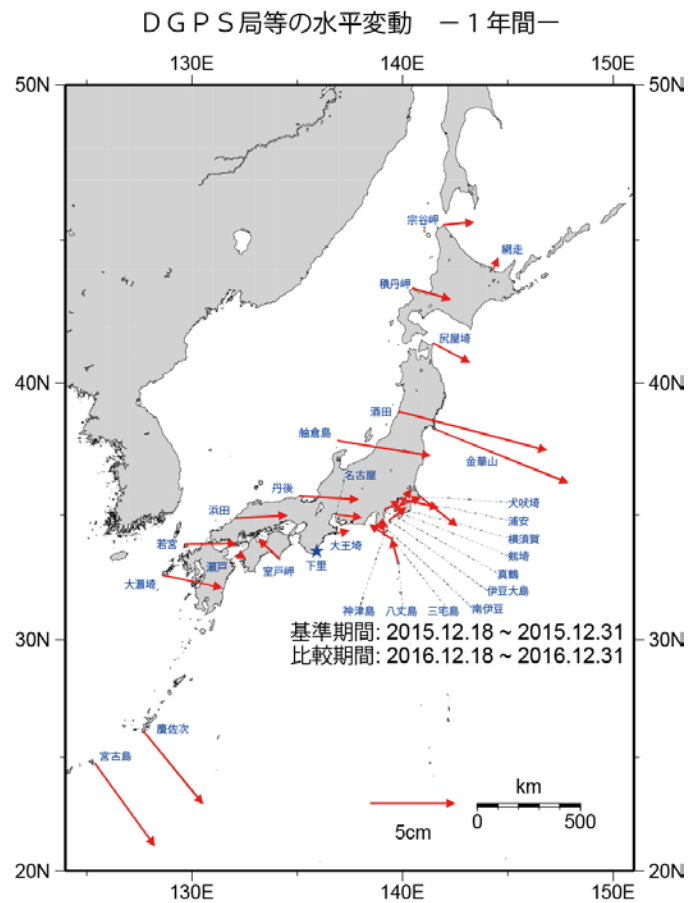 ＤＧＰＳ局等の水平変動　－１年間－
130E
140E
150E
50N
50N
宗谷岬
網走
積丹岬
尻屋埼
40N
40N
酒田
舳倉島
金華山
名古屋
丹後
犬吠埼
浜田
浦安
横須賀
若宮
大王埼
剱埼
瀬戸
室戸岬
下里
真鶴
大瀬埼
伊豆大島
神津島
八丈島
三宅島
南伊豆
30N
30N
基準期間: 2015.12.18 ~ 2015.12.31
比較期間: 2016.12.18 ~ 2016.12.31
慶佐次
宮古島
km
5cm
0
500
20N
20N
130E
140E
150E